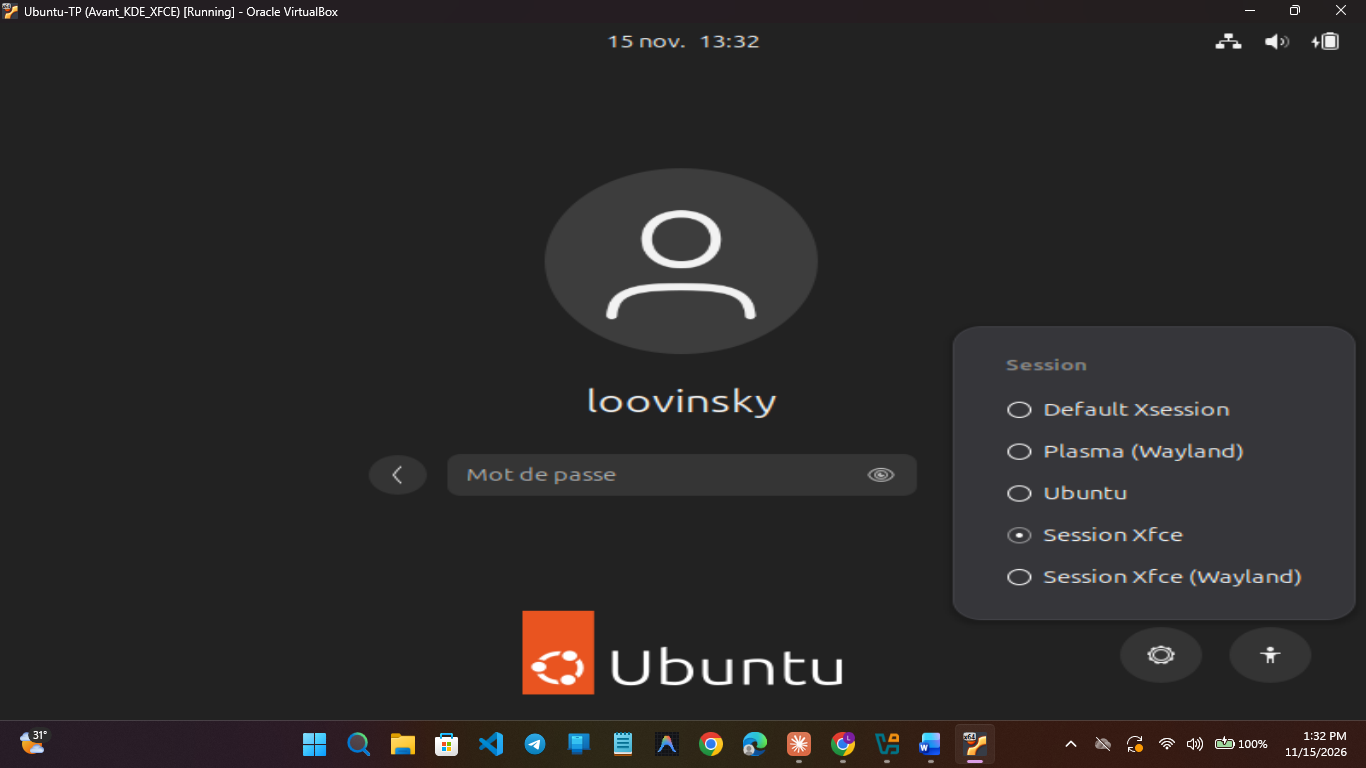 Ubuntu-TP (Avant_KDE_XFCE) [Running] - Oracle VirtualBox
15 nov. 13:32
loovinsky
Mot de passe
Session
Default Xsession
Plasma (Wayland)
Ubuntu
Session Xfce
Session Xfce (Wayland)
Ubuntu
31°
100%
1:32 PM
11/15/2026